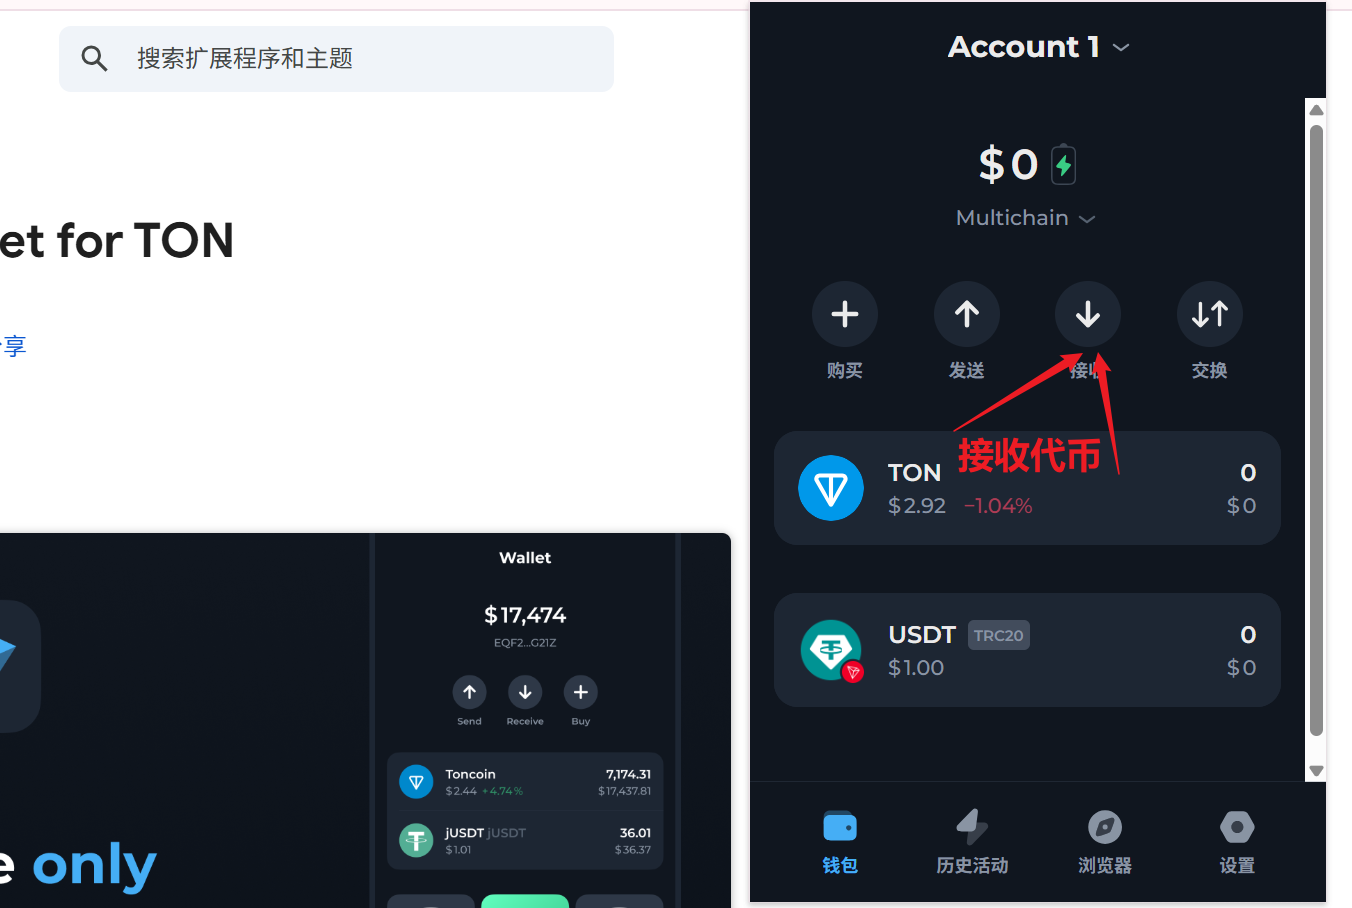 搜索扩展程序和主题
et for TON
享
Wallet
$17,474
EQF2...G21Z
Send Receive Buy
Toncoin 7,174.31
$2.44 +4.74% $17,437.81
jUSDT jUSDT 36.01
$1.01 $36.37
e only
Account 1
$0
Multichain
购买 发送 接收 交换
接收代币
TON 0
$2.92 −1.04% $0
USDT TRC20 0
$1.00 $0
钱包 历史活动 浏览器 设置